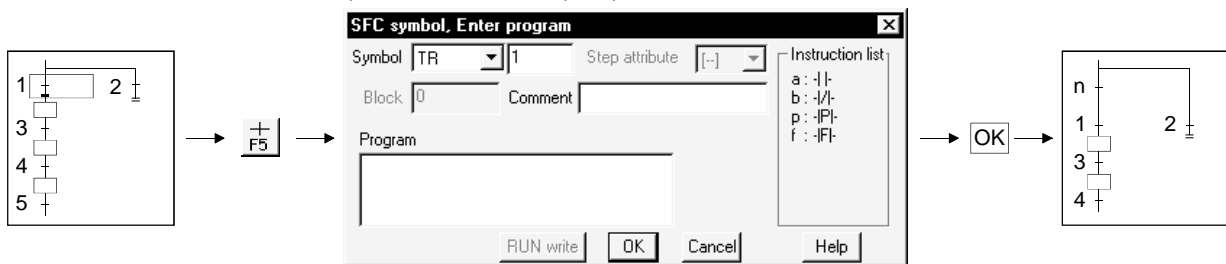 SFC symbol, Enter program
Symbol TR 1 Step attribute [--]
Block 0 Comment
Program
Instruction list
a : -| |-
b : -|/|-
p : -|P|-
f : -|F|-
RUN write OK Cancel Help
1 2
3
4
5
F5
OK
n
1 2
3
4